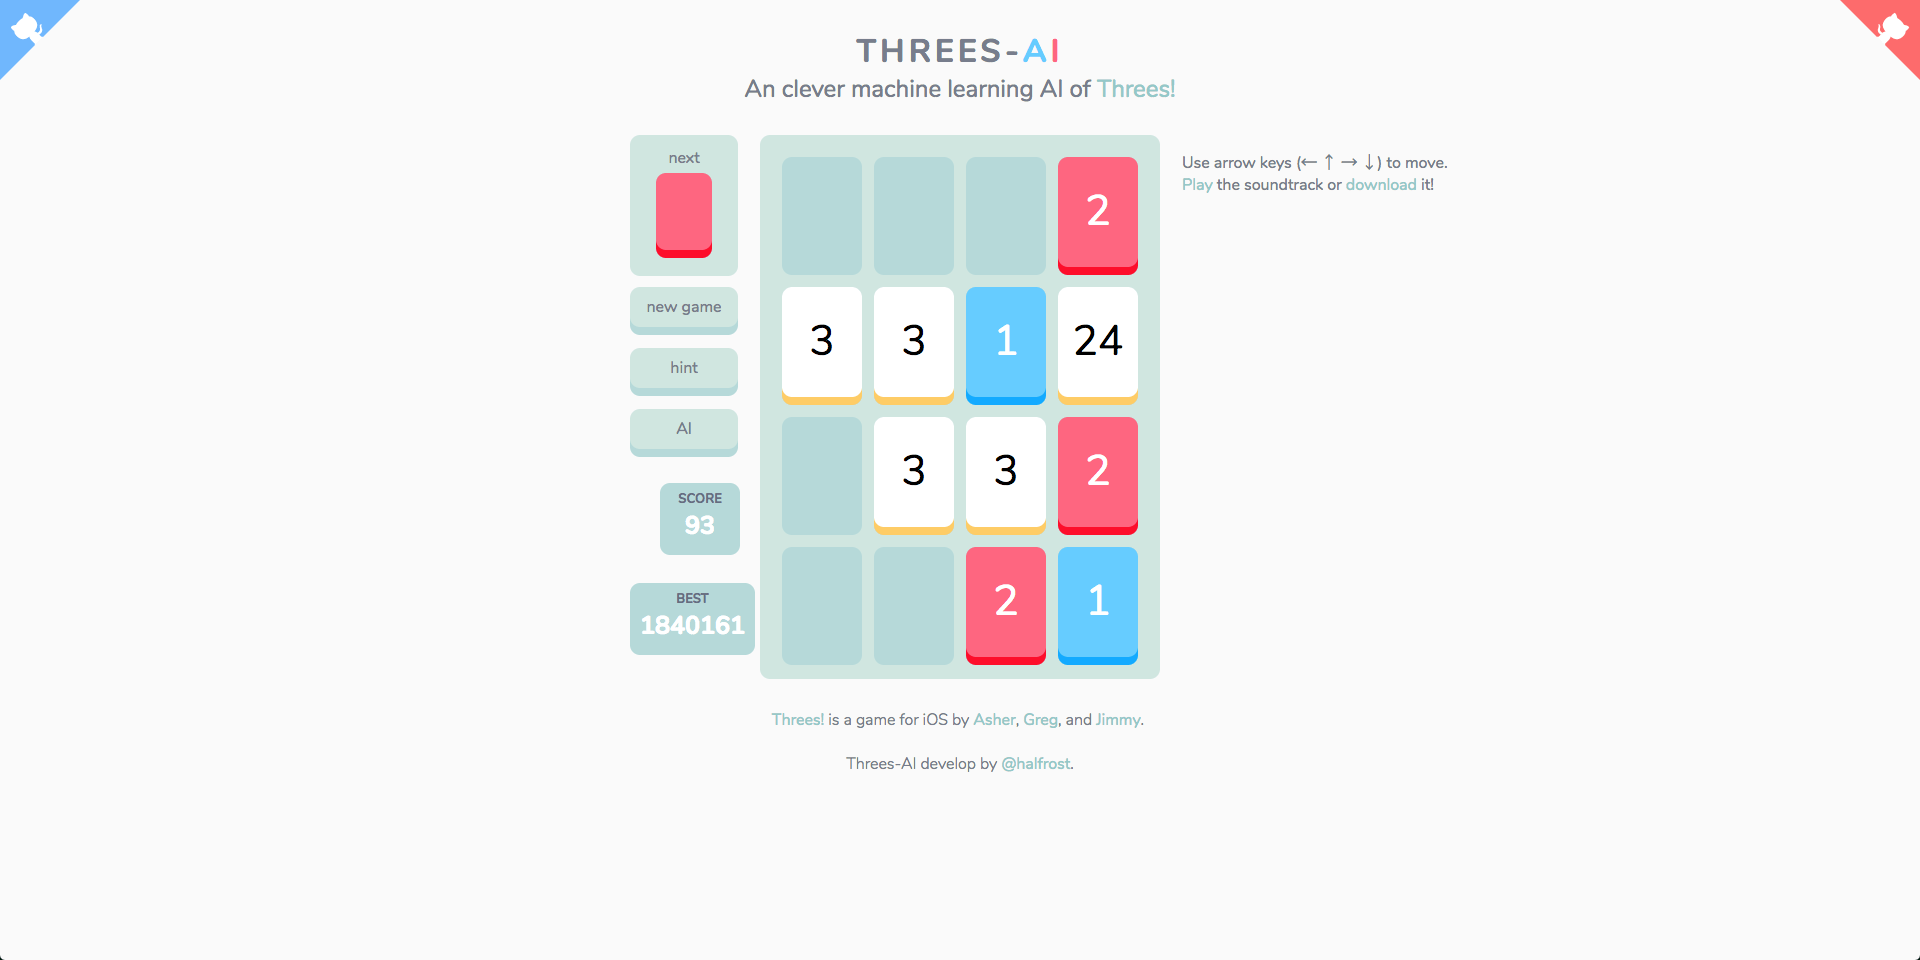 THREES-AI
An clever machine learning AI of Threes!
next
new game
hint
AI
SCORE
93
BEST
1840161
2
3 3 1 24
3 3 2
2 1
Use arrow keys (← ↑ → ↓) to move.
Play the soundtrack or download it!
Threes! is a game for iOS by Asher, Greg, and Jimmy.
Threes-AI develop by @halfrost.